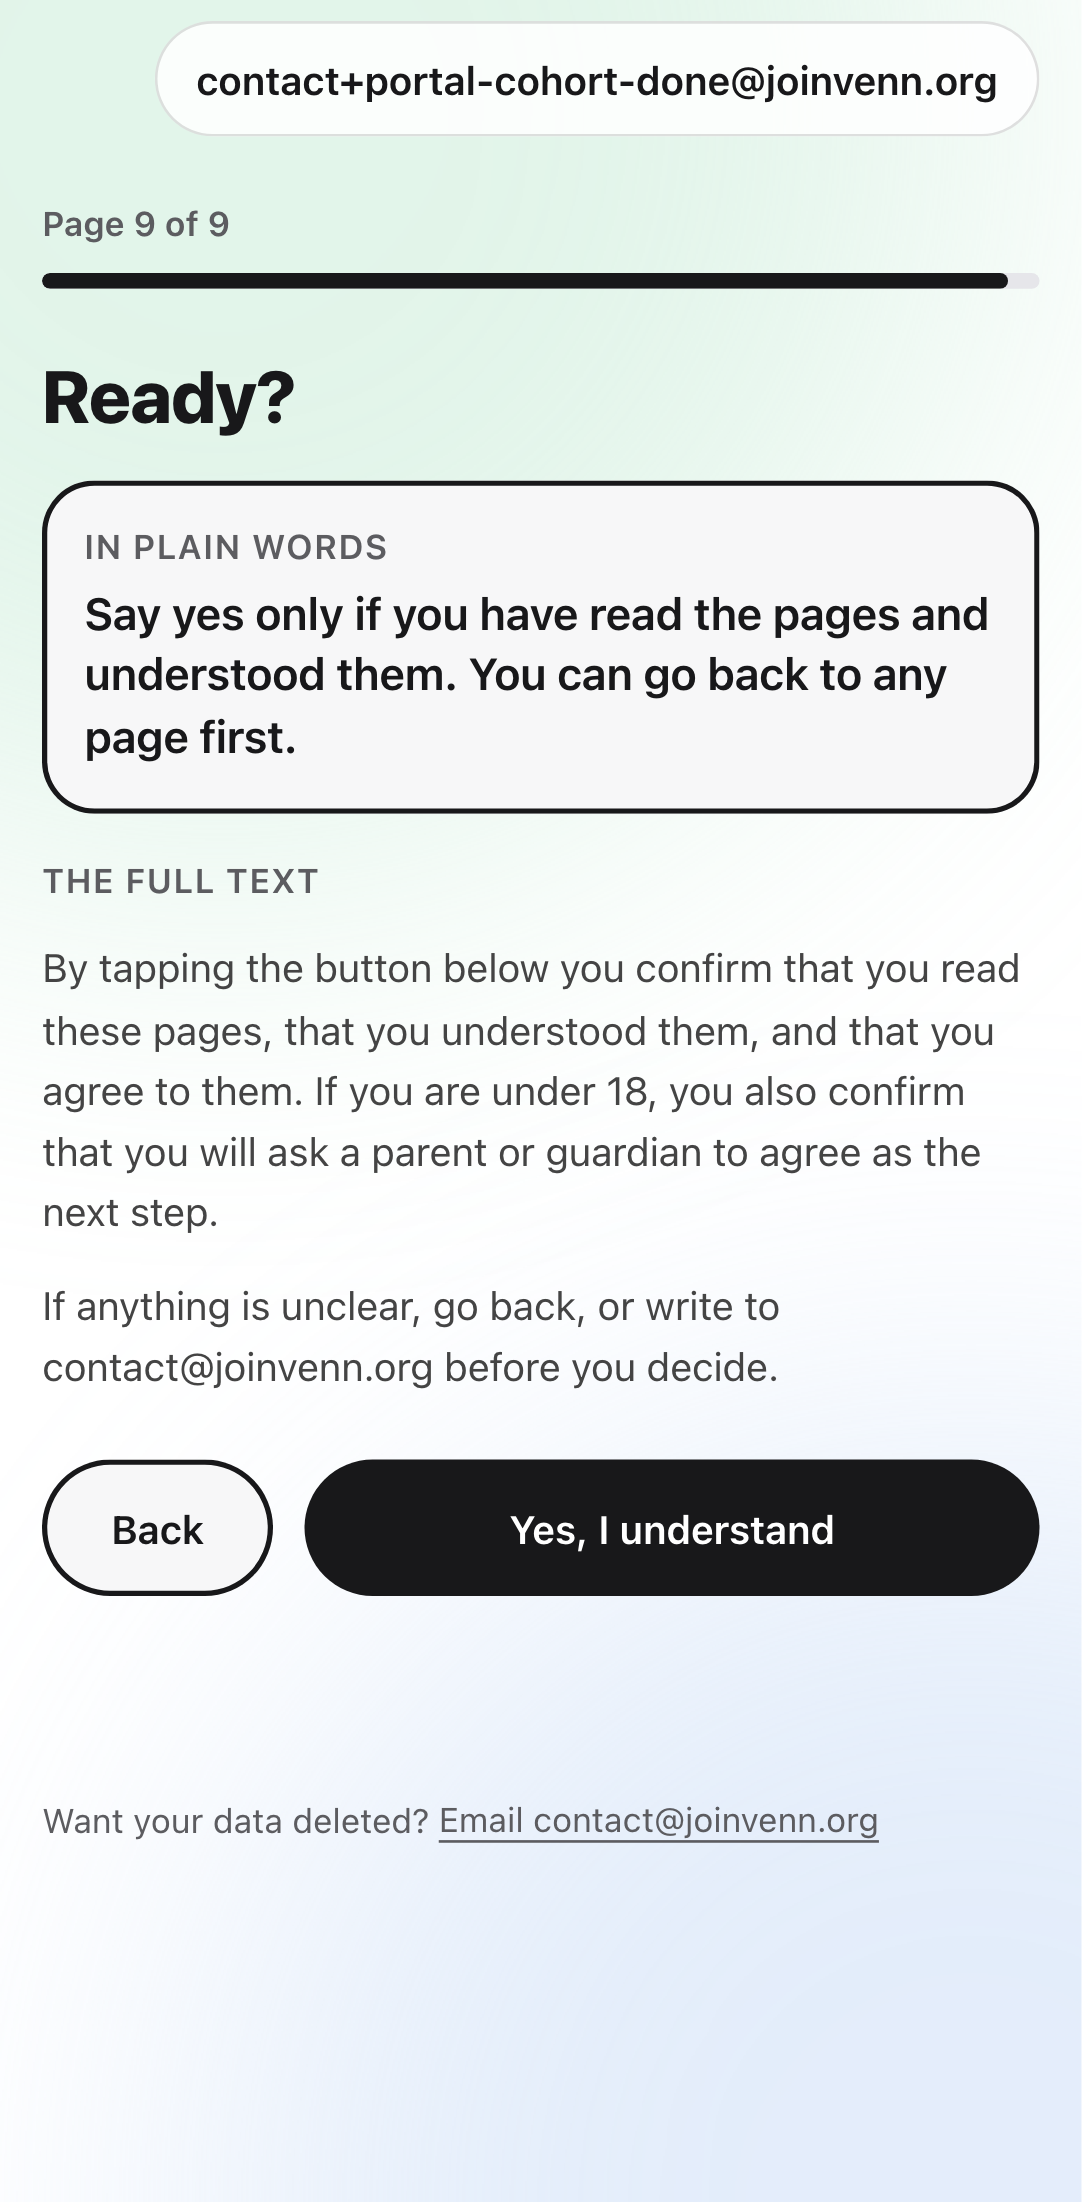 contact+portal-cohort-done@joinvenn.org
Page 9 of 9
Ready?
IN PLAIN WORDS
Say yes only if you have read the pages and
understood them. You can go back to any
page first.
THE FULL TEXT
By tapping the button below you confirm that you read
these pages, that you understood them, and that you
agree to them. If you are under 18, you also confirm
that you will ask a parent or guardian to agree as the
next step.
If anything is unclear, go back, or write to
contact@joinvenn.org before you decide.
Back
Yes, I understand
Want your data deleted? Email contact@joinvenn.org